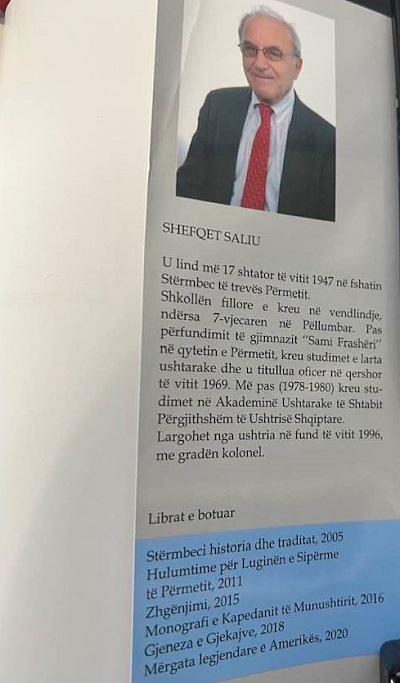 SHEFQET SALIU
U lind më 17 shtator të vitit 1947 në fshatin
Stërmbec të trevës Përmetit.
Shkollën fillore e kreu në vendlindje,
ndërsa 7-vjecaren në Pëllumbar. Pas
përfundimit të gjimnazit “Sami Frashëri”
në qytetin e Përmetit, kreu studimet e larta
ushtarake dhe u titullua oficer në qershor
të vitit 1969. Më pas (1978-1980) kreu stu-
dimet në Akademinë Ushtarake të Shtabit
Përgjithshëm të Ushtrisë Shqiptare.
Largohet nga ushtria në fund të vitit 1996,
me gradën kolonel.
Librat e botuar
Stërmbeci historia dhe traditat, 2005
Hulumtime për Luginën e Sipërme
të Përmetit, 2011
Zhgënjimi, 2015
Monografi e Kapedanit të Munushtirit, 2016
Gjeneza e Gjekajve, 2018
Mërgata legjendare e Amerikës, 2020